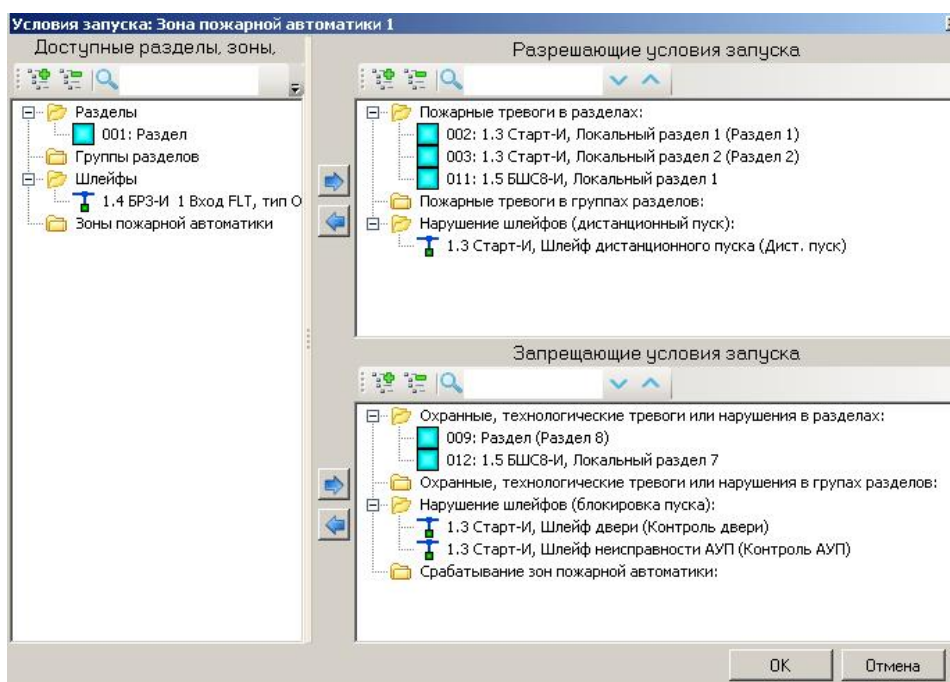 Условия запуска: Зона пожарной автоматики 1
Доступные разделы, зоны,
Разделы
001: Раздел
Группы разделов
Шлейфы
1.4 БРЗ-И 1 Вход FLT, тип О
Зоны пожарной автоматики
Разрешающие условия запуска
Пожарные тревоги в разделах:
002: 1.3 Старт-И, Локальный раздел 1 (Раздел 1)
003: 1.3 Старт-И, Локальный раздел 2 (Раздел 2)
011: 1.5 БШС8-И, Локальный раздел 1
Пожарные тревоги в группах разделов:
Нарушение шлейфов (дистанционный пуск):
1.3 Старт-И, Шлейф дистанционного пуска (Дист. пуск)
Запрещающие условия запуска
Охранные, технологические тревоги или нарушения в разделах:
009: Раздел (Раздел 8)
012: 1.5 БШС8-И, Локальный раздел 7
Охранные, технологические тревоги или нарушения в групах разделов:
Нарушение шлейфов (блокировка пуска):
1.3 Старт-И, Шлейф двери (Контроль двери)
1.3 Старт-И, Шлейф неисправности АУП (Контроль АУП)
Срабатывание зон пожарной автоматики:
OK
Отмена